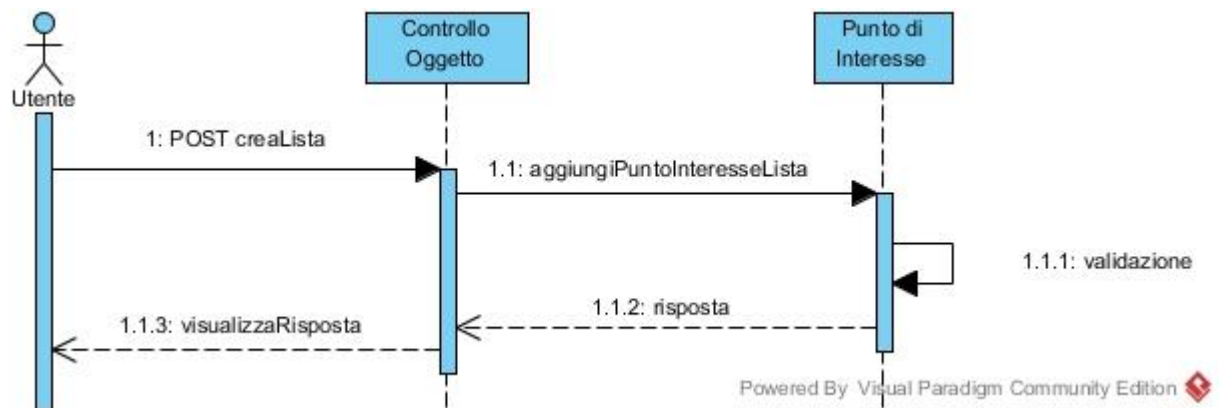 Controllo
Oggetto
Punto di
Interesse
Utente
1: POST creaLista
1.1: aggiungiPuntoInteresseLista
1.1.1: validazione
1.1.2: risposta
1.1.3: visualizzaRisposta
Powered By Visual Paradigm Community Edition